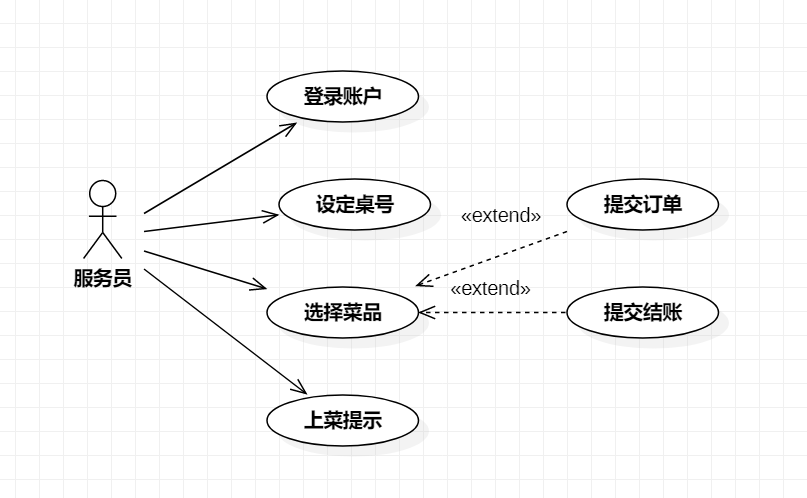 登录账户
设定桌号
«extend»
提交订单
服务员
选择菜品
«extend»
提交结账
上菜提示